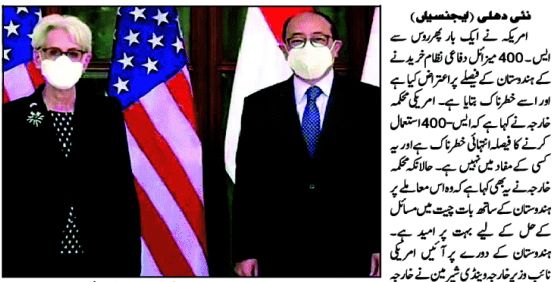 نئی دھلی (ایجنسیاں)
امریکہ نے ایک بار پھر روس سے
ایس۔400 میزائل دفاعی نظام خریدنے
کے ہندوستان کے فیصلے پر اعتراض کیا ہے
اور اسے خطرناک بتایا ہے۔ امریکی محکمہ
خارجہ نے کہا ہے کہ ایس-400 استعمال
کرنے کا فیصلہ انتہائی خطرناک ہے اور یہ
کسی کے مفاد میں نہیں ہے۔ حالانکہ محکمہ
خارجہ نے یہ بھی کہا ہے کہ وہ اس معاملے پر
ہندوستان کے ساتھ بات چیت میں مسائل
کے حل کے لیے بہت پر امید ہے۔
ہندوستان کے دورے پر آئیں امریکی
نائب وزیر خارجہ وینڈی شیرمین نے خارجہ